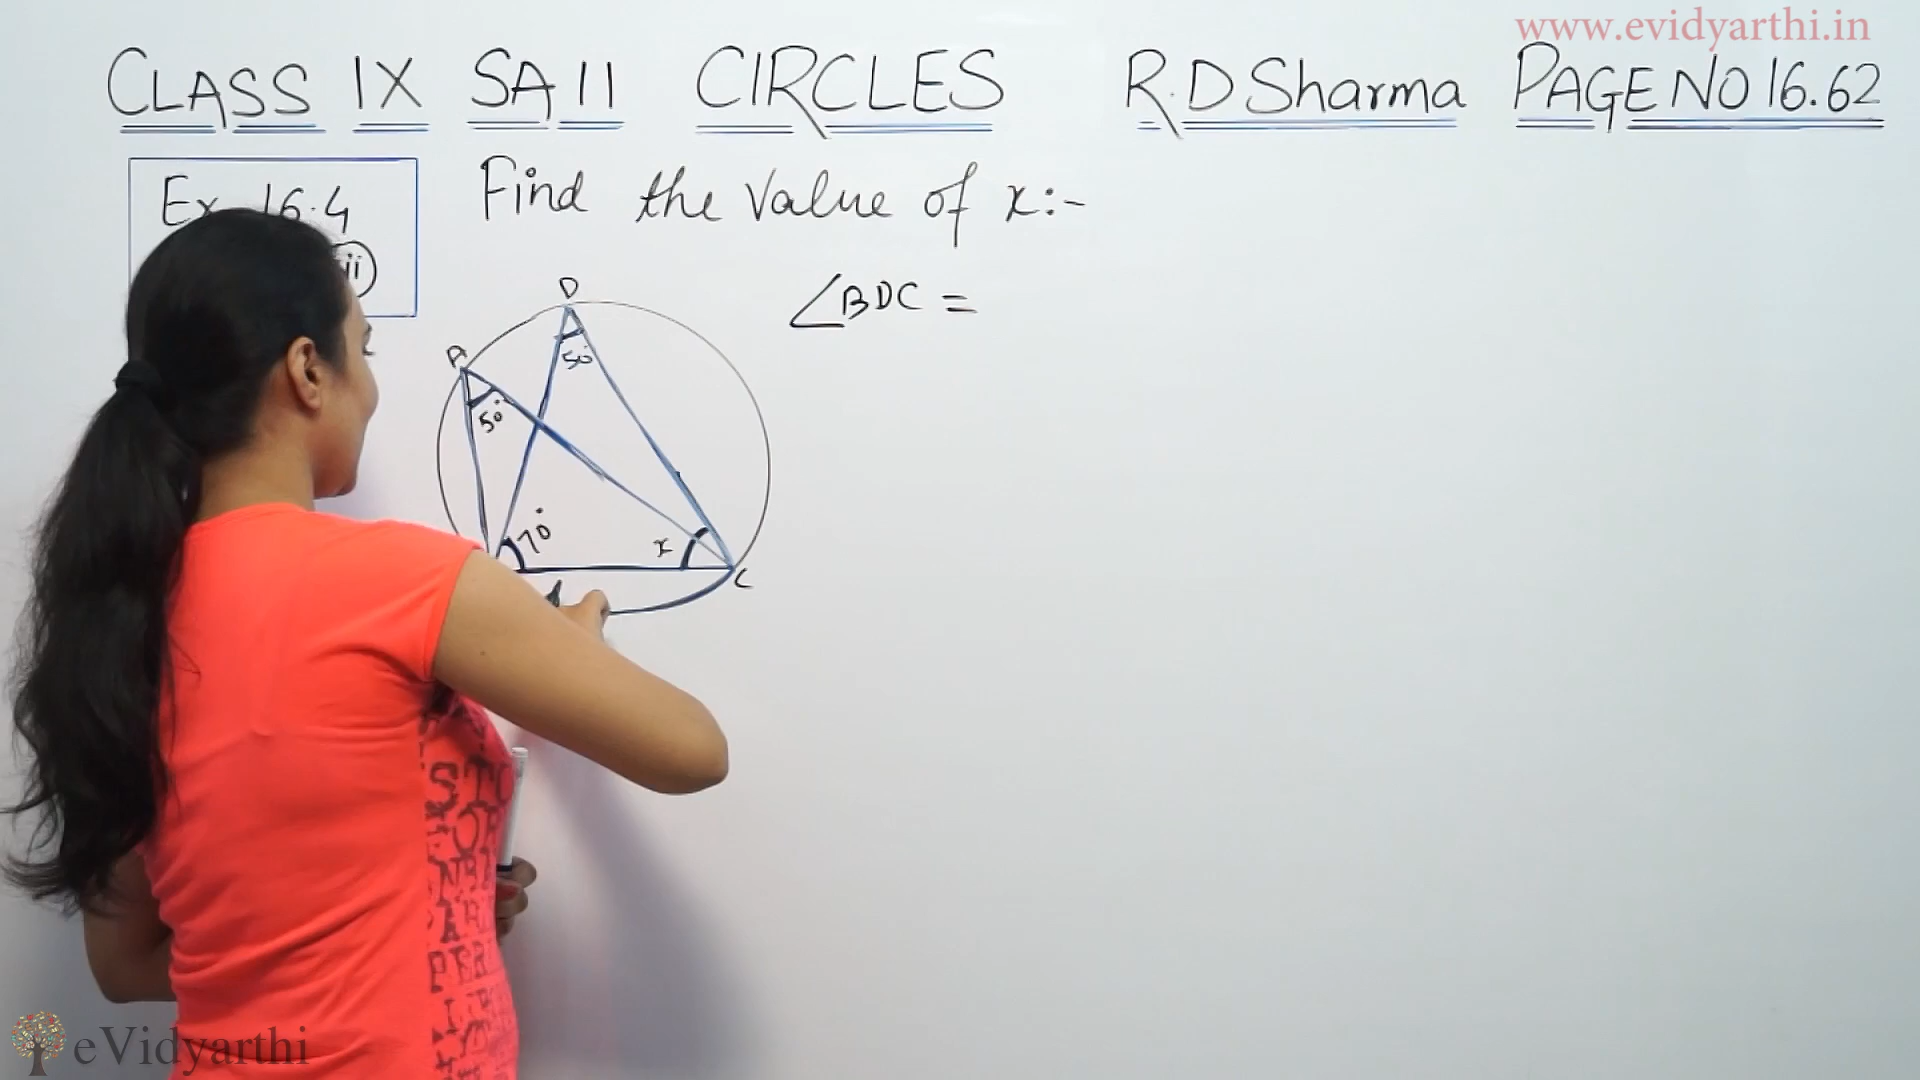 www.evidyarthi.in
CLASS IX SA II CIRCLES R.D Sharma PAGE NO 16.62
Ex 16.4
ii
Find the Value of x:-
∠BDC =
D
A
50°
50°
70°
x
C
eVidyarthi